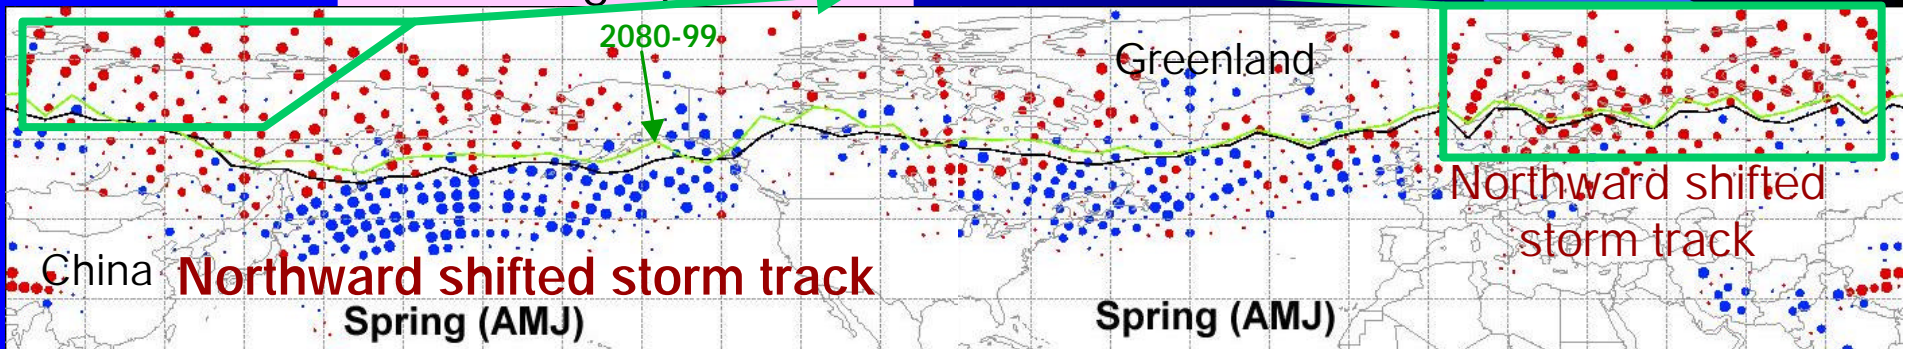 2080-99
Greenland
Northward shifted
storm track
China
Northward shifted storm track
Spring (AMJ)
Spring (AMJ)